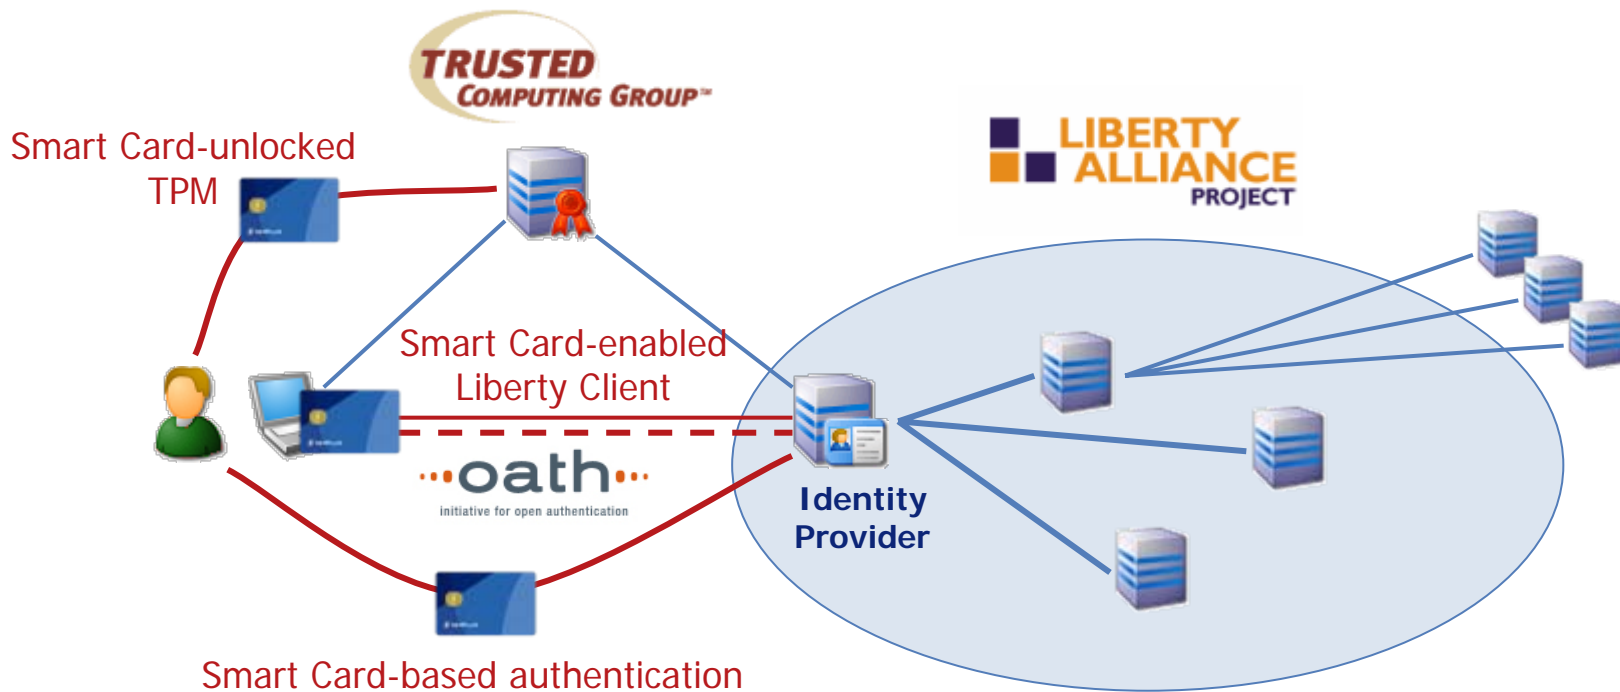 TRUSTED
COMPUTING GROUP™
Smart Card-unlocked
TPM
LIBERTY
ALLIANCE
PROJECT
Smart Card-enabled
Liberty Client
oath
initiative for open authentication
Identity
Provider
Smart Card-based authentication